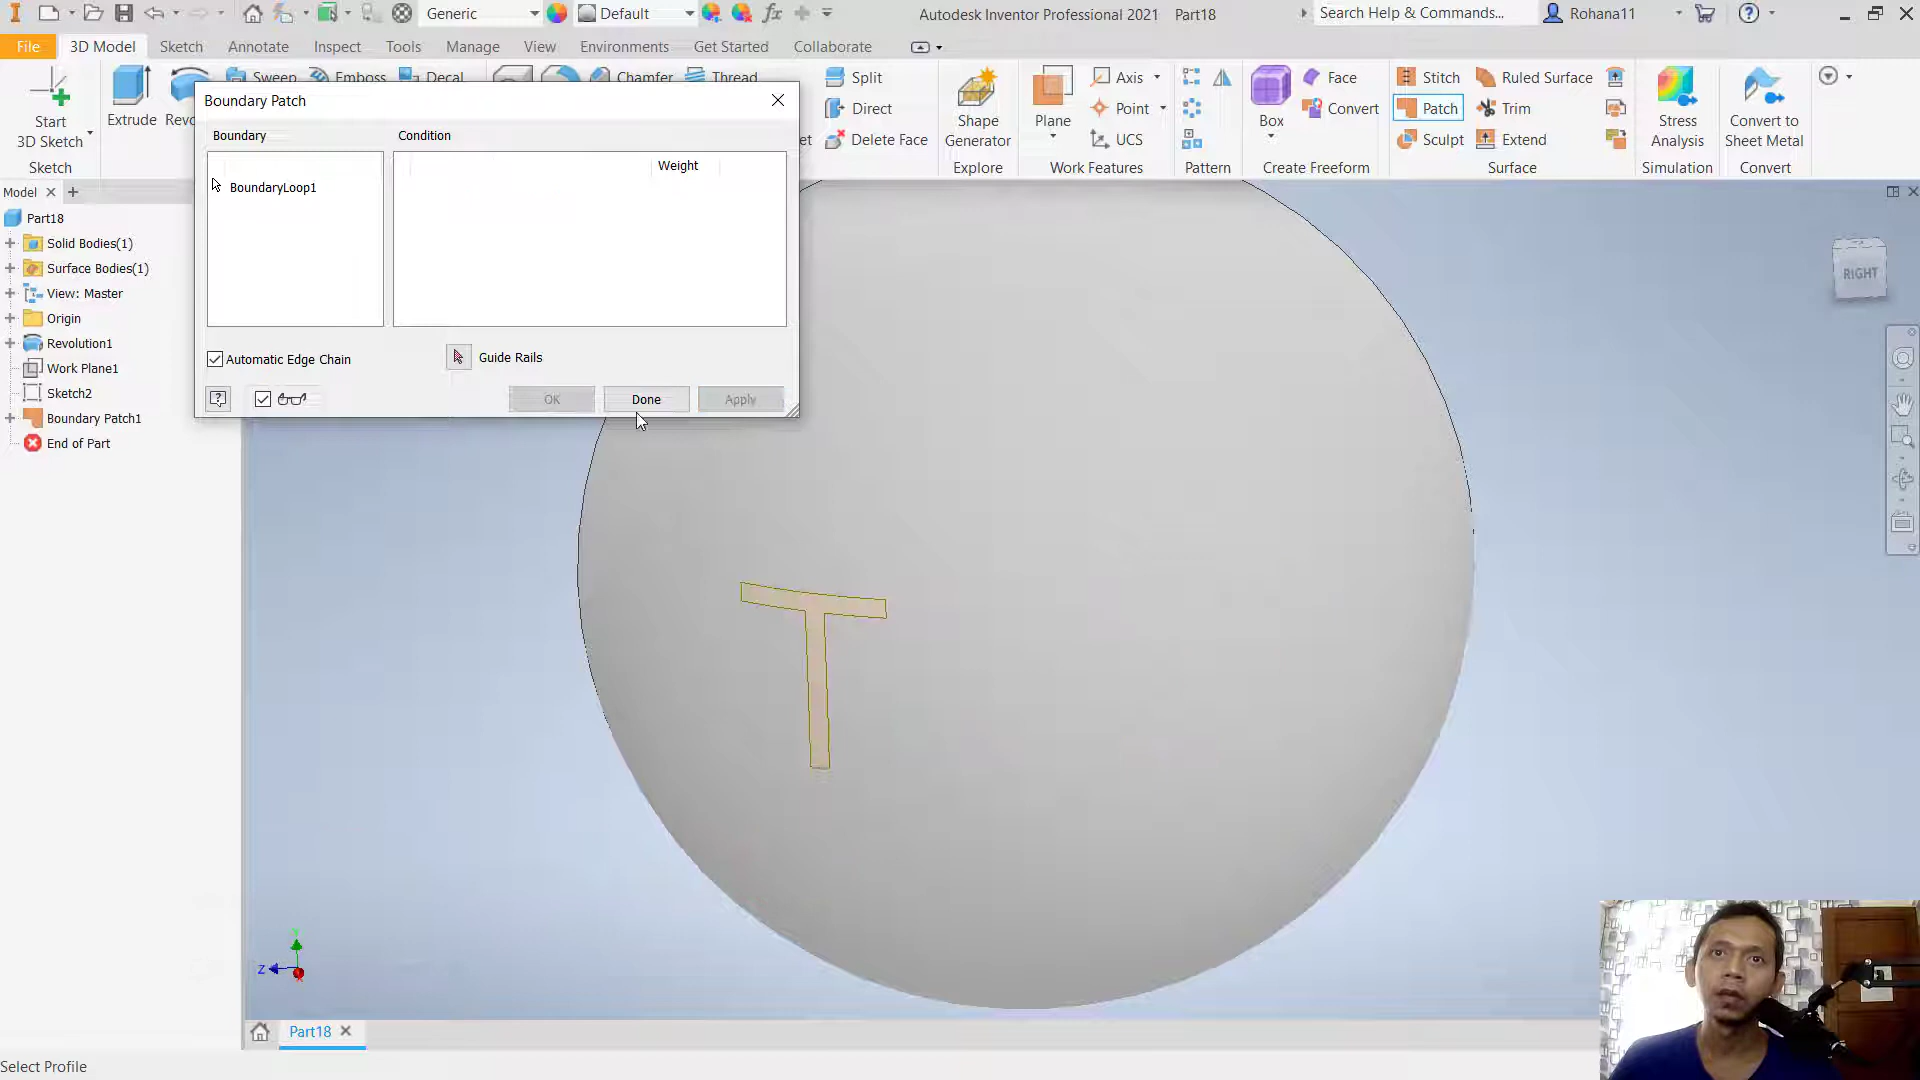 Generic
Default
Autodesk Inventor Professional 2021 Part18
Search Help & Commands...
Rohana11
File 3D Model Sketch Annotate Inspect Tools Manage View Environments Get Started Collaborate
Start
3D Sketch
Sketch
Extrude
Revo
Sweep
Emboss
Decal
Chamfer
Thread
Split
Direct
Delete Face
Shape
Generator
Explore
Plane
Axis
Point
UCS
Work Features
Pattern
Box
Face
Convert
Create Freeform
Stitch
Patch
Sculpt
Ruled Surface
Trim
Extend
Surface
Stress
Analysis
Simulation
Convert to
Sheet Metal
Convert
Boundary Patch
Boundary
Condition
Weight
BoundaryLoop1
Automatic Edge Chain
Guide Rails
OK
Done
Apply
Model
Part18
Solid Bodies(1)
Surface Bodies(1)
View: Master
Origin
Revolution1
Work Plane1
Sketch2
Boundary Patch1
End of Part
RIGHT
T
Z
Part18
Select Profile